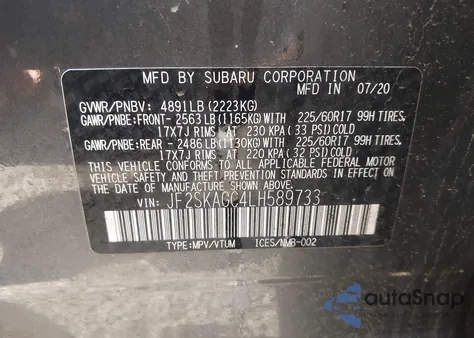 MFD BY SUBARU CORPORATION
MFD IN 07/20
GVWR/PNBV: 4891LB(2223KG)
GAWR/PNBE:FRONT-2563LB(1165KG) WITH 225/60R17 99H TIRES,
17X7J RIMS, AT 230 KPA(33 PSI)COLD
GAWR/PNBE:REAR -2486LB(1130KG) WITH 225/60R17 99H TIRES,
17X7J RIMS, AT 220 KPA(32 PSI)COLD
THIS VEHICLE CONFORMS TO ALL APPLICABLE FEDERAL MOTOR
VEHICLE SAFETY AND
THEFT PREVENTION STANDARDS IN EFFECT ON THE DATE OF
MANUFACTURE SHOWN ABOVE.
VIN: JF2SKAGC4LH589733
TYPE:MPV/VTUM ICES/NMB-002
autoSnap